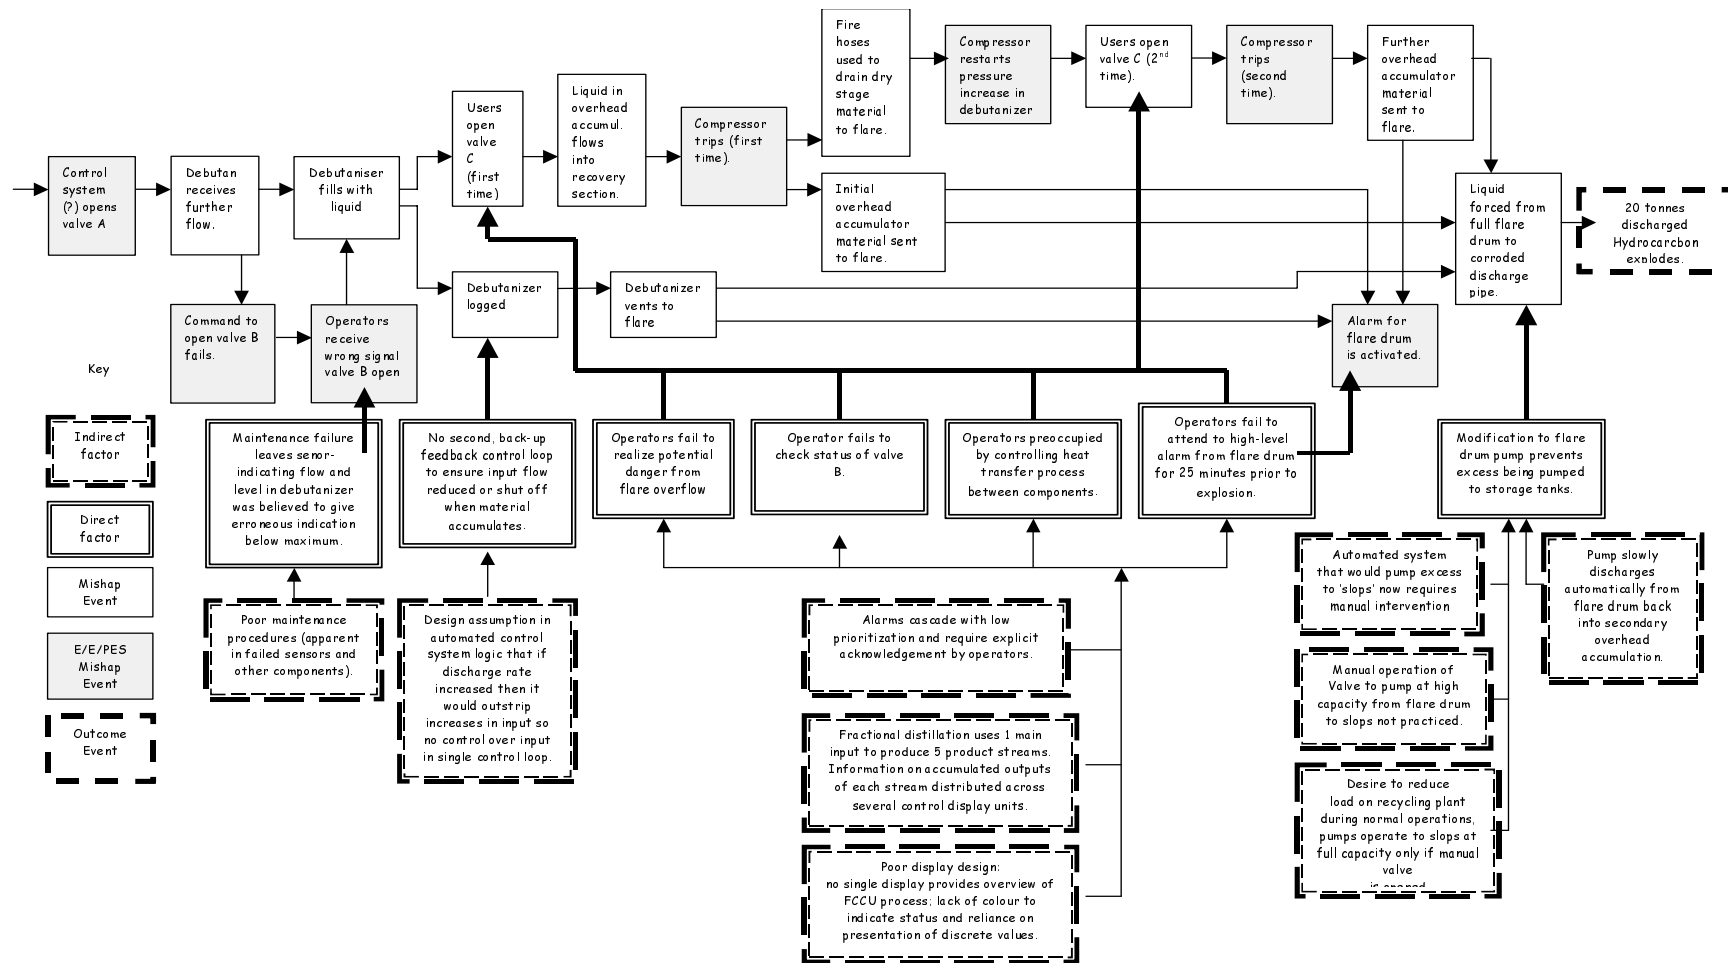 Fire
hoses
used to
drain dry
stage
material
to flare.
Compressor
restarts
pressure
increase in
debutanizer
Users open
valve C (2nd
time).
Compressor
trips
(second
time).
Further
overhead
accumulator
material
sent to
flare.
Control
system
(?) opens
valve A
Debutan
receives
further
flow.
Debutaniser
fills with
liquid
Users
open
valve
C
(first
time)
Liquid in
overhead
accumul.
flows
into
recovery
section.
Compressor
trips (first
time).
Initial
overhead
accumulator
material sent
to flare.
Liquid
forced from
full flare
drum to
corroded
discharge
pipe.
20 tonnes
discharged
Hydrocarcbon
explodes.
Debutanizer
logged
Debutanizer
vents to
flare
Command to
open valve B
fails.
Operators
receive
wrong signal
valve B open
Alarm for
flare drum
is activated.
Key
Indirect
factor
Direct
factor
Mishap
Event
E/E/PES
Mishap
Event
Outcome
Event
Maintenance failure
leaves senor-
indicating flow and
level in debutanizer
was believed to give
erroneous indication
below maximum.
No second, back-up
feedback control loop
to ensure input flow
reduced or shut off
when material
accumulates.
Operators fail to
realize potential
danger from
flare overflow
Operator fails to
check status of valve
B.
Operators preoccupied
by controlling heat
transfer process
between components.
Operators fail to
attend to high-level
alarm from flare drum
for 25 minutes prior to
explosion.
Modification to flare
drum pump prevents
excess being pumped
to storage tanks.
Poor maintenance
procedures (apparent
in failed sensors and
other components).
Design assumption in
automated control
system logic that if
discharge rate
increased then it
would outstrip
increases in input so
no control over input
in single control loop.
Alarms cascade with low
prioritization and require explicit
acknowledgement by operators.
Fractional distillation uses 1 main
input to produce 5 product streams.
Information on accumulated outputs
of each stream distributed across
several control display units.
Poor display design:
no single display provides overview of
FCCU process; lack of colour to
indicate status and reliance on
presentation of discrete values.
Automated system
that would pump excess
to 'slops' now requires
manual intervention
Manual operation of
Valve to pump at high
capacity from flare drum
to slops not practiced.
Desire to reduce
load on recycling plant
during normal operations,
pumps operate to slops at
full capacity only if manual
valve
is opened
Pump slowly
discharges
automatically from
flare drum back
into secondary
overhead
accumulation.